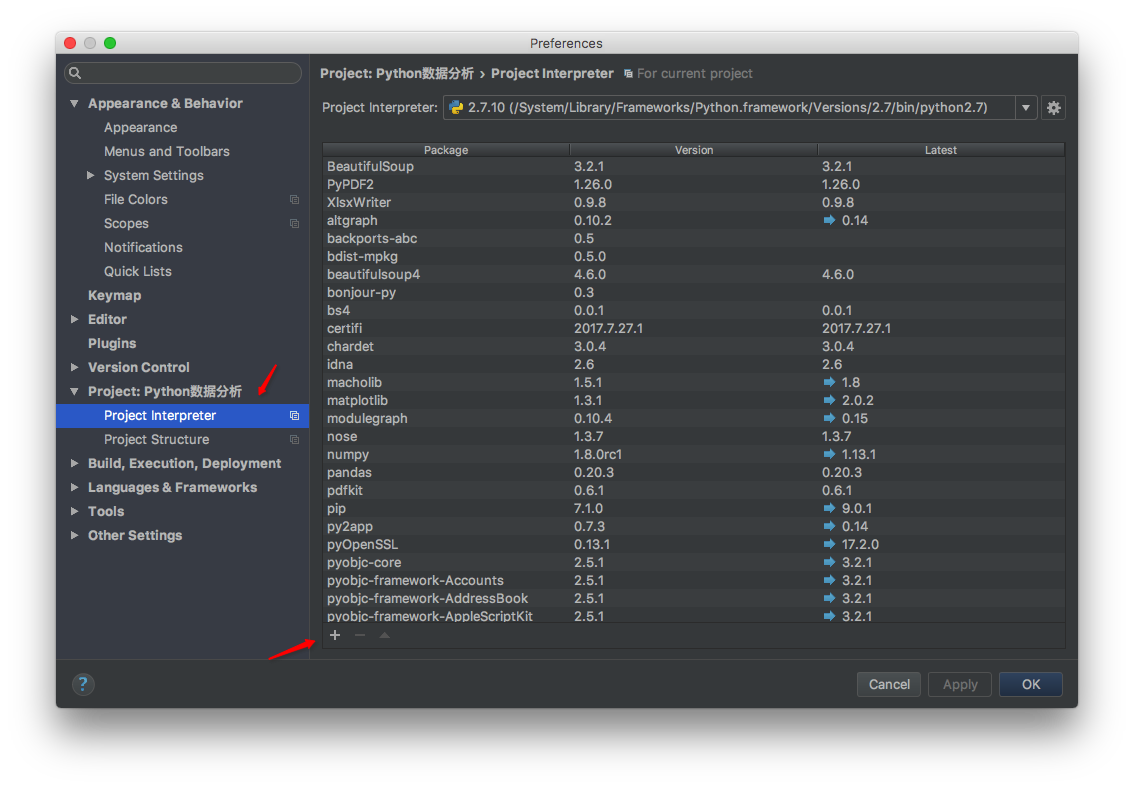 Preferences
Appearance & Behavior
Appearance
Menus and Toolbars
System Settings
File Colors
Scopes
Notifications
Quick Lists
Keymap
Editor
Plugins
Version Control
Project: Python数据分析
Project Interpreter
Project Structure
Build, Execution, Deployment
Languages & Frameworks
Tools
Other Settings
Project: Python数据分析 › Project Interpreter For current project
Project Interpreter: 2.7.10 (/System/Library/Frameworks/Python.framework/Versions/2.7/bin/python2.7)
Package Version Latest
BeautifulSoup 3.2.1 3.2.1
PyPDF2 1.26.0 1.26.0
XlsxWriter 0.9.8 0.9.8
altgraph 0.10.2 0.14
backports-abc 0.5
bdist-mpkg 0.5.0
beautifulsoup4 4.6.0 4.6.0
bonjour-py 0.3
bs4 0.0.1 0.0.1
certifi 2017.7.27.1 2017.7.27.1
chardet 3.0.4 3.0.4
idna 2.6 2.6
macholib 1.5.1 1.8
matplotlib 1.3.1 2.0.2
modulegraph 0.10.4 0.15
nose 1.3.7 1.3.7
numpy 1.8.0rc1 1.13.1
pandas 0.20.3 0.20.3
pdfkit 0.6.1 0.6.1
pip 7.1.0 9.0.1
py2app 0.7.3 0.14
pyOpenSSL 0.13.1 17.2.0
pyobjc-core 2.5.1 3.2.1
pyobjc-framework-Accounts 2.5.1 3.2.1
pyobjc-framework-AddressBook 2.5.1 3.2.1
pyobjc-framework-AppleScriptKit 2.5.1 3.2.1
? Cancel Apply OK